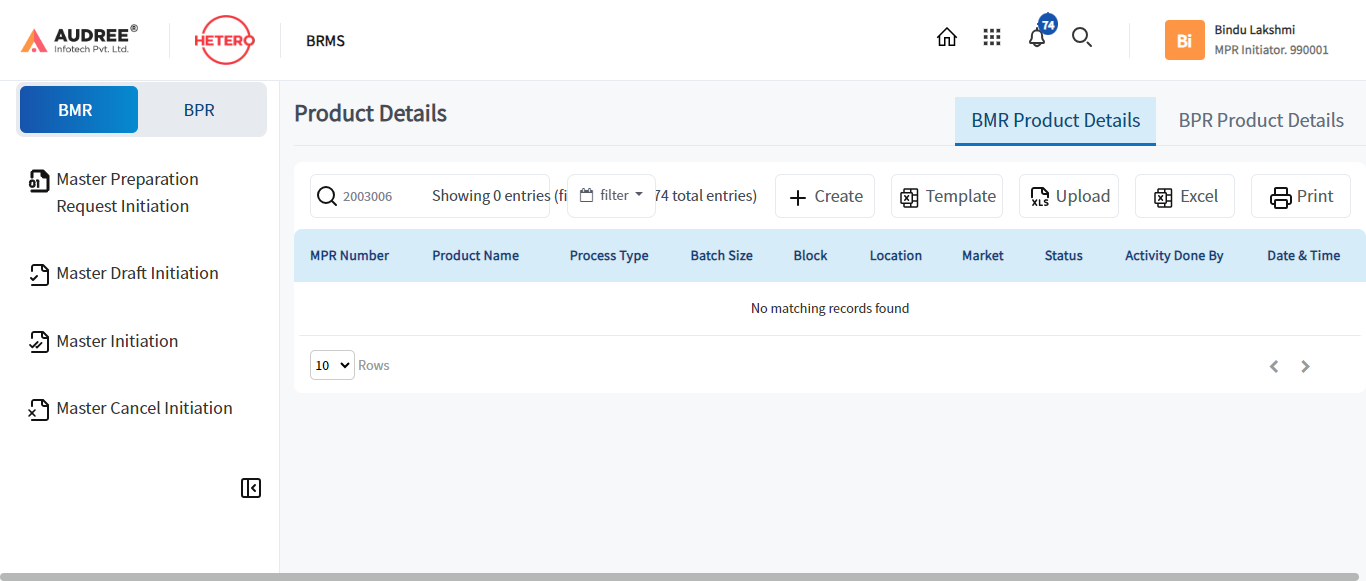 AUDREE®
Infotech Pvt. Ltd.
HETERO
BRMS
74
Bi
Bindu Lakshmi
MPR Initiator. 990001
BMR
BPR
Master Preparation
Request Initiation
Master Draft Initiation
Master Initiation
Master Cancel Initiation
Product Details
BMR Product Details
BPR Product Details
2003006
Showing 0 entries (fi
filter
74 total entries)
Create
Template
XLS
Upload
Excel
Print
MPR Number Product Name Process Type Batch Size Block Location Market Status Activity Done By Date & Time
No matching records found
10 Rows